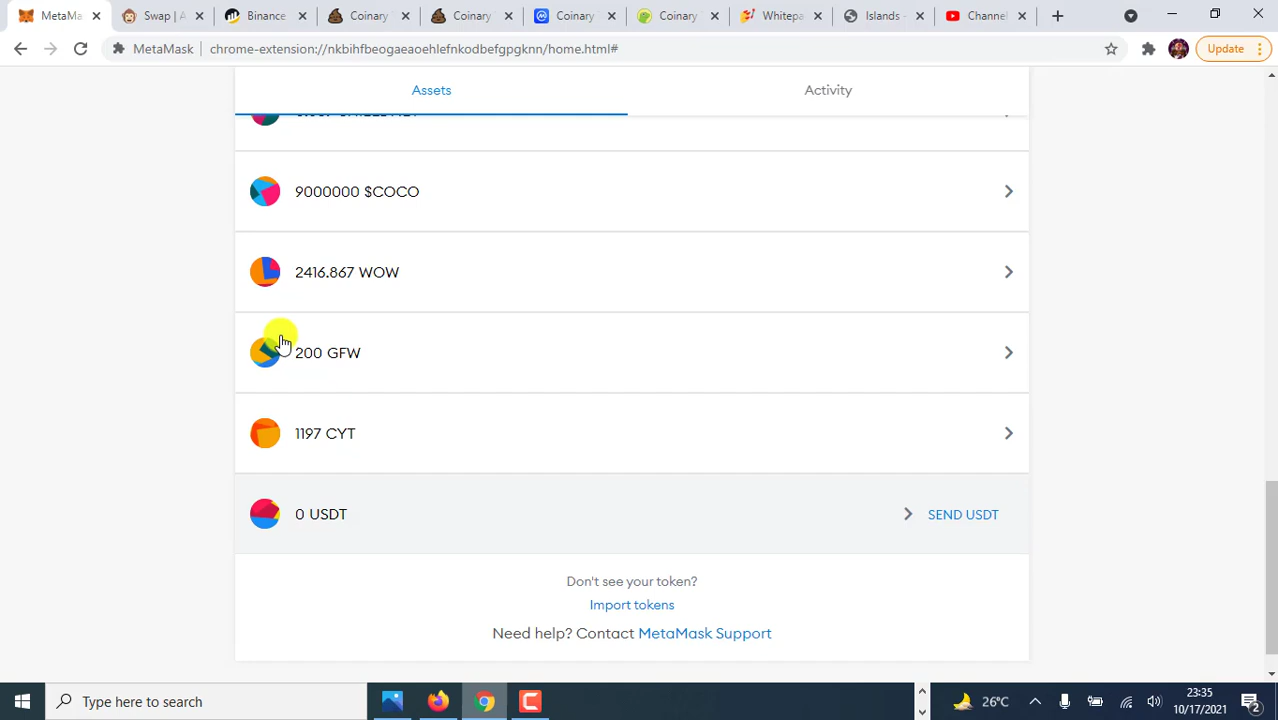 MetaMa
Swap | A
Binance
Coinary
Coinary
Coinary
Coinary
Whitepa
Islands -
Channel
MetaMask
chrome-extension://nkbihfbeogaeaoehlefnkodbefgpgknn/home.html#
Update
Assets
Activity
9000000 $COCO
2416.867 WOW
200 GFW
1197 CYT
0 USDT
SEND USDT
Don't see your token?
Import tokens
Need help? Contact MetaMask Support
Type here to search
26°C
23:35
10/17/2021
2